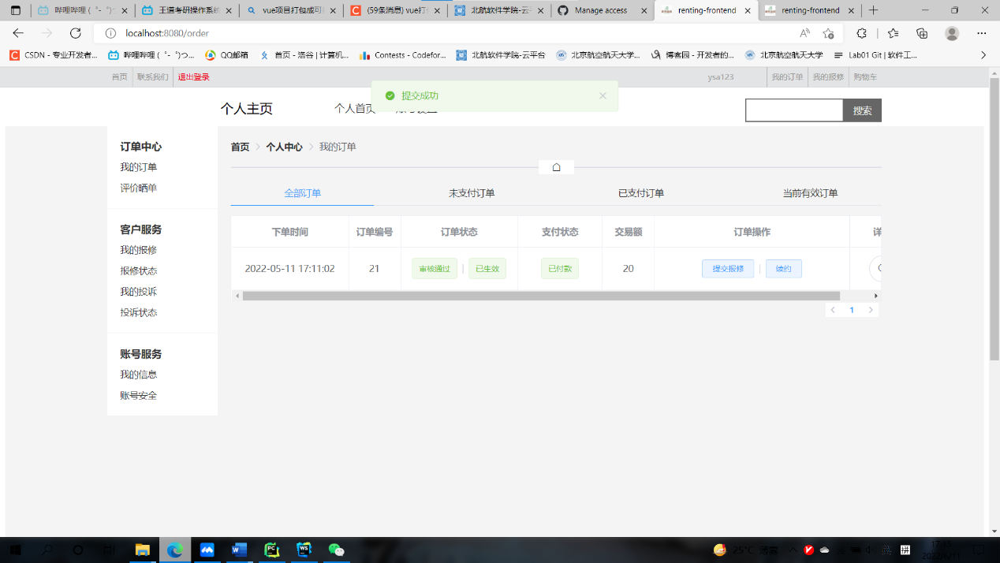 哔哩哔哩 (゜-゜)つ
王道考研操作系统
vue项目打包成可
(59条消息) vue打
北航软件学院-云平
Manage access
renting-frontend
renting-frontend
localhost:8080/order
CSDN - 专业开发者...
哔哩哔哩 (゜-゜)つ...
QQ邮箱
首页 - 洛谷 | 计算机...
Contests - Codefor...
北航软件学院-云平台
北京航空航天大学...
博客园 - 开发者的...
北京航空航天大学
Lab01 Git | 软件工...
首页
联系我们
退出登录
ysa123
我的订单
我的报修
购物车
提交成功
个人主页
个人首页
搜索
订单中心
我的订单
评价晒单
客户服务
我的报修
报修状态
我的投诉
投诉状态
账号服务
我的信息
账号安全
首页 > 个人中心 > 我的订单
全部订单
未支付订单
已支付订单
当前有效订单
下单时间
订单编号
订单状态
支付状态
交易额
订单操作
详
2022-05-11 17:11:02
21
审核通过
已生效
已付款
20
提交报修
续约
1
25°C 薄雾
英
拼
2022/6/11